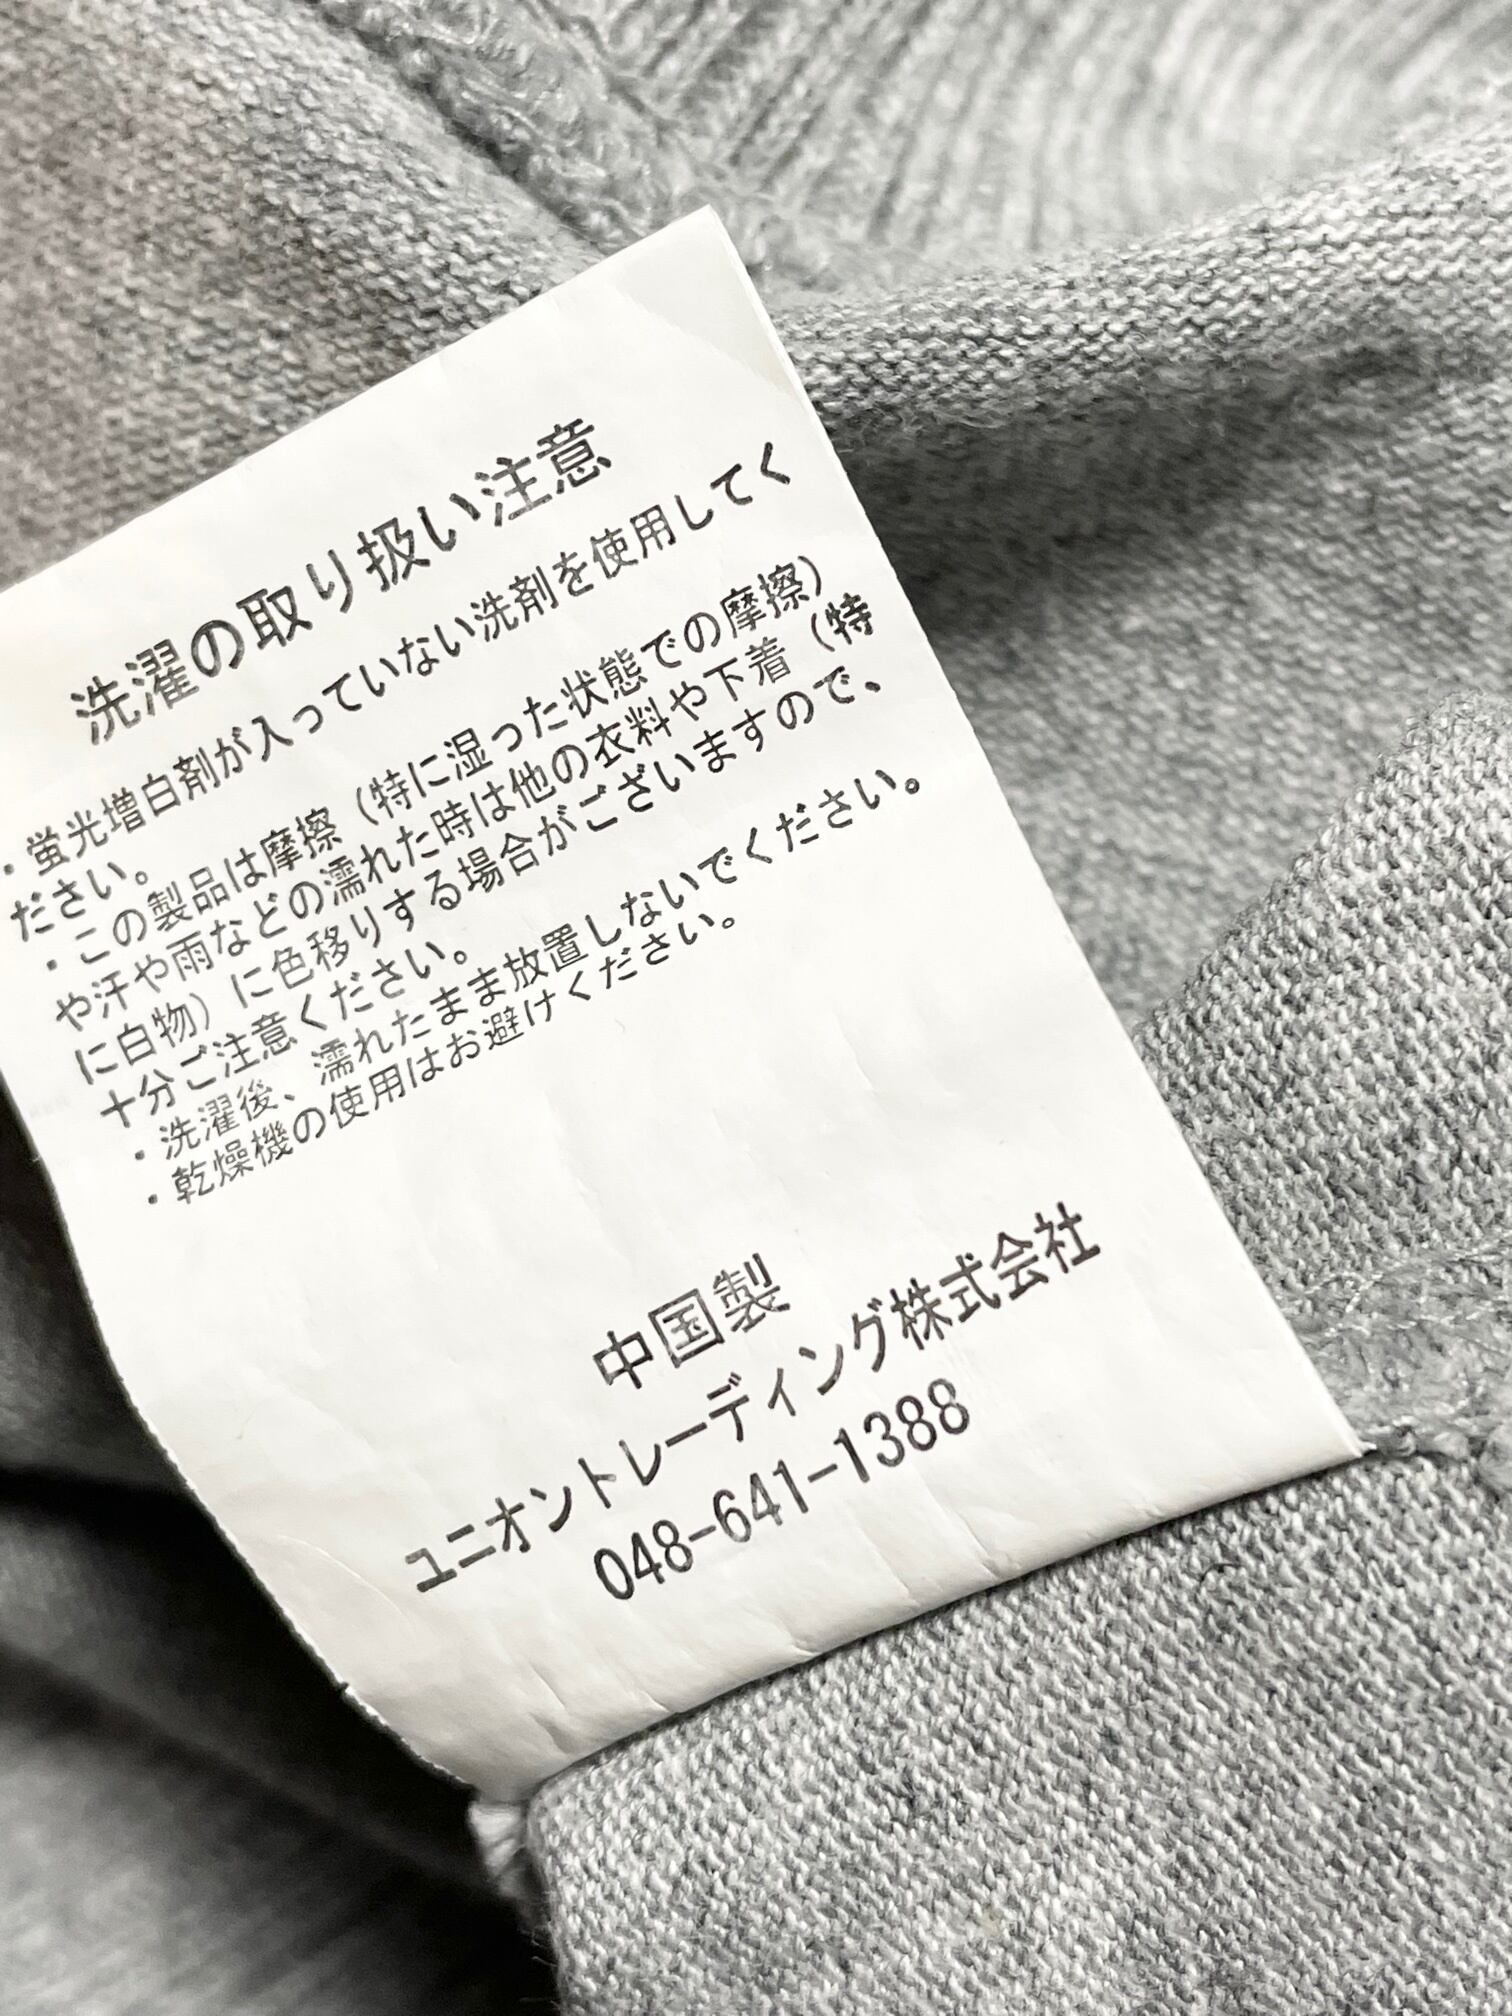 洗濯の取り扱い注意
・蛍光増白剤が入っていない洗剤を使用してく
ださい。
・この製品は摩擦（特に湿った状態での摩擦）
や汗や雨などの濡れた時は他の衣料や下着（特
に白物）に色移りする場合がございますので、
十分ご注意ください。
・洗濯後、濡れたまま放置しないでください。
・乾燥機の使用はお避けください。
中国製
ユニオントレーディング株式会社
048-641-1388